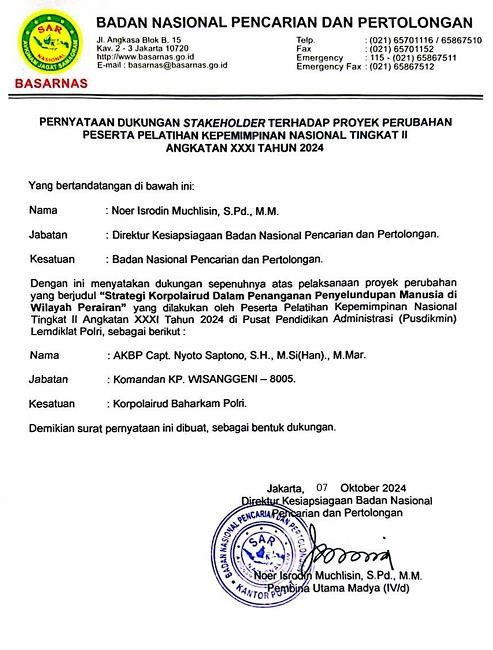 BADAN NASIONAL PENCARIAN DAN PERTOLONGAN
Jl. Angkasa Blok B. 15 Telp. : (021) 65701116 / 65867510
Kav. 2 - 3 Jakarta 10720 Fax : (021) 65701152
http://www.basarnas.go.id Emergency : 115 - (021) 65867511
E-mail : basarnas@basarnas.go.id Emergency Fax : (021) 65867512
SAR
NASIONAL
BASARNAS
PERNYATAAN DUKUNGAN STAKEHOLDER TERHADAP PROYEK PERUBAHAN
PESERTA PELATIHAN KEPEMIMPINAN NASIONAL TINGKAT II
ANGKATAN XXXI TAHUN 2024
Yang bertandatangan di bawah ini:
Nama : Noer Isrodin Muchlisin, S.Pd., M.M.
Jabatan : Direktur Kesiapsiagaan Badan Nasional Pencarian dan Pertolongan.
Kesatuan : Badan Nasional Pencarian dan Pertolongan.
Dengan ini menyatakan dukungan sepenuhnya atas pelaksanaan proyek perubahan
yang berjudul "Strategi Korpolairud Dalam Penanganan Penyelundupan Manusia di
Wilayah Perairan" yang dilakukan oleh Peserta Pelatihan Kepemimpinan Nasional
Tingkat II Angkatan XXXI Tahun 2024 di Pusat Pendidikan Administrasi (Pusdikmin)
Lemdiklat Polri, sebagai berikut :
Nama : AKBP Capt. Nyoto Saptono, S.H., M.Si(Han)., M.Mar.
Jabatan : Komandan KP. WISANGGENI – 8005.
Kesatuan : Korpolairud Baharkam Polri.
Demikian surat pernyataan ini dibuat, sebagai bentuk dukungan.
Jakarta, 07 Oktober 2024
Direktur Kesiapsiagaan Badan Nasional
Pencarian dan Pertolongan
BADAN NASIONAL PENCARIAN DAN PERTOLONGAN
SAR
KANTOR PUSAT
Noer Isrodin Muchlisin, S.Pd., M.M.
Pembina Utama Madya (IV/d)